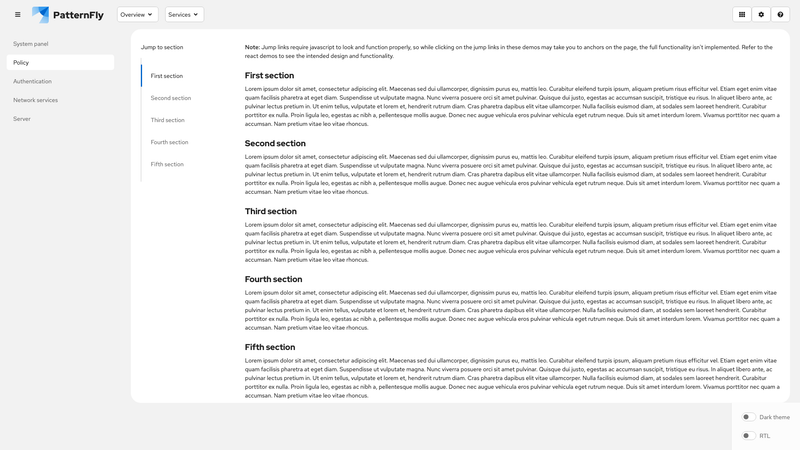 PatternFly
Overview
Services
System panel
Policy
Authentication
Network services
Server
Jump to section
First section
Second section
Third section
Fourth section
Fifth section
Note: Jump links require javascript to look and function properly, so while clicking on the jump links in these demos may take you to anchors on the page, the full functionality isn't implemented. Refer to the
react demos to see the intended design and functionality.
First section
Lorem ipsum dolor sit amet, consectetur adipiscing elit. Maecenas sed dui ullamcorper, dignissim purus eu, mattis leo. Curabitur eleifend turpis ipsum, aliquam pretium risus efficitur vel. Etiam eget enim vitae
quam facilisis pharetra at eget diam. Suspendisse ut vulputate magna. Nunc viverra posuere orci sit amet pulvinar. Quisque dui justo, egestas ac accumsan suscipit, tristique eu risus. In aliquet libero ante, ac
pulvinar lectus pretium in. Ut enim tellus, vulputate et lorem et, hendrerit rutrum diam. Cras pharetra dapibus elit vitae ullamcorper. Nulla facilisis euismod diam, at sodales sem laoreet hendrerit. Curabitur
porttitor ex nulla. Proin ligula leo, egestas ac nibh a, pellentesque mollis augue. Donec nec augue vehicula eros pulvinar vehicula eget rutrum neque. Duis sit amet interdum lorem. Vivamus porttitor nec quam a
accumsan. Nam pretium vitae leo vitae rhoncus.
Second section
Lorem ipsum dolor sit amet, consectetur adipiscing elit. Maecenas sed dui ullamcorper, dignissim purus eu, mattis leo. Curabitur eleifend turpis ipsum, aliquam pretium risus efficitur vel. Etiam eget enim vitae
quam facilisis pharetra at eget diam. Suspendisse ut vulputate magna. Nunc viverra posuere orci sit amet pulvinar. Quisque dui justo, egestas ac accumsan suscipit, tristique eu risus. In aliquet libero ante, ac
pulvinar lectus pretium in. Ut enim tellus, vulputate et lorem et, hendrerit rutrum diam. Cras pharetra dapibus elit vitae ullamcorper. Nulla facilisis euismod diam, at sodales sem laoreet hendrerit. Curabitur
porttitor ex nulla. Proin ligula leo, egestas ac nibh a, pellentesque mollis augue. Donec nec augue vehicula eros pulvinar vehicula eget rutrum neque. Duis sit amet interdum lorem. Vivamus porttitor nec quam a
accumsan. Nam pretium vitae leo vitae rhoncus.
Third section
Lorem ipsum dolor sit amet, consectetur adipiscing elit. Maecenas sed dui ullamcorper, dignissim purus eu, mattis leo. Curabitur eleifend turpis ipsum, aliquam pretium risus efficitur vel. Etiam eget enim vitae
quam facilisis pharetra at eget diam. Suspendisse ut vulputate magna. Nunc viverra posuere orci sit amet pulvinar. Quisque dui justo, egestas ac accumsan suscipit, tristique eu risus. In aliquet libero ante, ac
pulvinar lectus pretium in. Ut enim tellus, vulputate et lorem et, hendrerit rutrum diam. Cras pharetra dapibus elit vitae ullamcorper. Nulla facilisis euismod diam, at sodales sem laoreet hendrerit. Curabitur
porttitor ex nulla. Proin ligula leo, egestas ac nibh a, pellentesque mollis augue. Donec nec augue vehicula eros pulvinar vehicula eget rutrum neque. Duis sit amet interdum lorem. Vivamus porttitor nec quam a
accumsan. Nam pretium vitae leo vitae rhoncus.
Fourth section
Lorem ipsum dolor sit amet, consectetur adipiscing elit. Maecenas sed dui ullamcorper, dignissim purus eu, mattis leo. Curabitur eleifend turpis ipsum, aliquam pretium risus efficitur vel. Etiam eget enim vitae
quam facilisis pharetra at eget diam. Suspendisse ut vulputate magna. Nunc viverra posuere orci sit amet pulvinar. Quisque dui justo, egestas ac accumsan suscipit, tristique eu risus. In aliquet libero ante, ac
pulvinar lectus pretium in. Ut enim tellus, vulputate et lorem et, hendrerit rutrum diam. Cras pharetra dapibus elit vitae ullamcorper. Nulla facilisis euismod diam, at sodales sem laoreet hendrerit. Curabitur
porttitor ex nulla. Proin ligula leo, egestas ac nibh a, pellentesque mollis augue. Donec nec augue vehicula eros pulvinar vehicula eget rutrum neque. Duis sit amet interdum lorem. Vivamus porttitor nec quam a
accumsan. Nam pretium vitae leo vitae rhoncus.
Fifth section
Lorem ipsum dolor sit amet, consectetur adipiscing elit. Maecenas sed dui ullamcorper, dignissim purus eu, mattis leo. Curabitur eleifend turpis ipsum, aliquam pretium risus efficitur vel. Etiam eget enim vitae
quam facilisis pharetra at eget diam. Suspendisse ut vulputate magna. Nunc viverra posuere orci sit amet pulvinar. Quisque dui justo, egestas ac accumsan suscipit, tristique eu risus. In aliquet libero ante, ac
pulvinar lectus pretium in. Ut enim tellus, vulputate et lorem et, hendrerit rutrum diam. Cras pharetra dapibus elit vitae ullamcorper. Nulla facilisis euismod diam, at sodales sem laoreet hendrerit. Curabitur
porttitor ex nulla. Proin ligula leo, egestas ac nibh a, pellentesque mollis augue. Donec nec augue vehicula eros pulvinar vehicula eget rutrum neque. Duis sit amet interdum lorem. Vivamus porttitor nec quam a
accumsan. Nam pretium vitae leo vitae rhoncus.
Dark theme
RTL